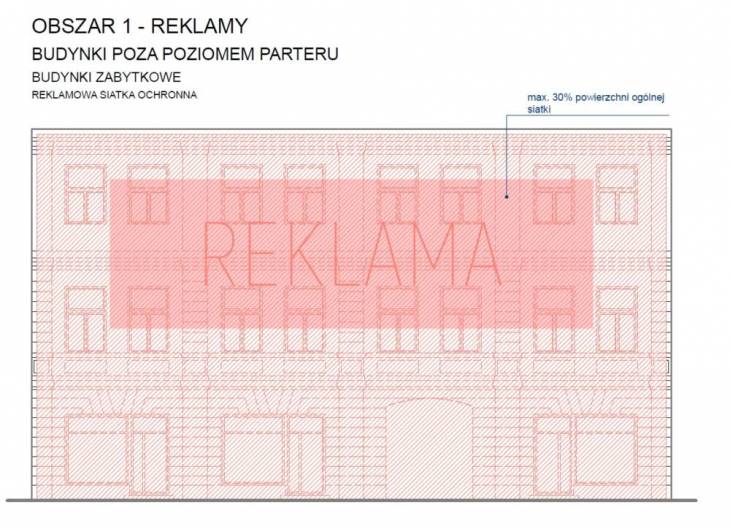 OBSZAR 1 - REKLAMY
BUDYNKI POZA POZIOMEM PARTERU
BUDYNKI ZABYTKOWE
REKLAMOWA SIATKA OCHRONNA
max. 30% powierzchni ogólnej
siatki
REKLAMA